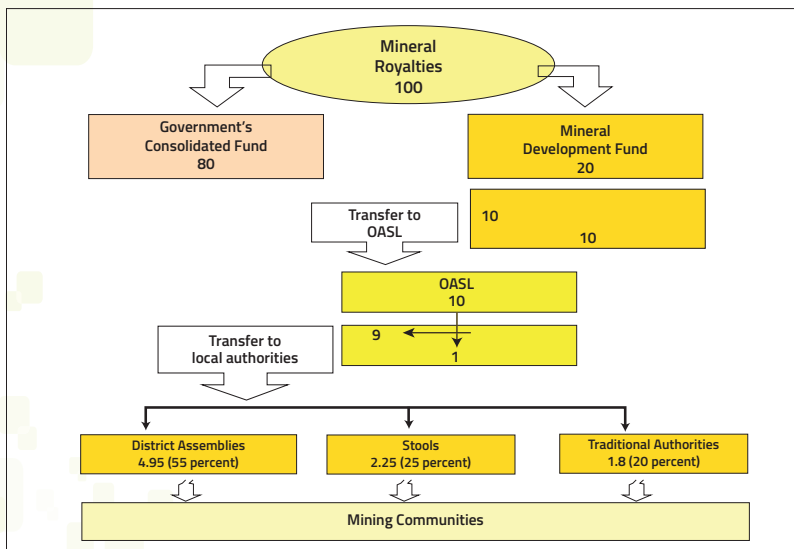 Mineral
Royalties
100
Government's
Consolidated Fund
80
Mineral
Development Fund
20
Transfer to
OASL
10
10
OASL
10
Transfer to
local authorities
9
1
District Assemblies
4.95 (55 percent)
Stools
2.25 (25 percent)
Traditional Authorities
1.8 (20 percent)
Mining Communities